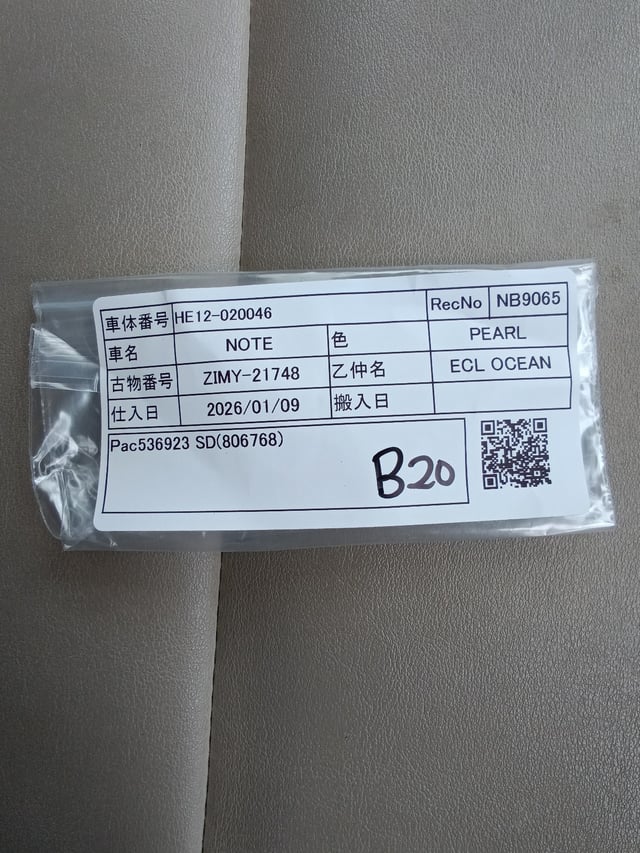 車体番号 HE12-020046 RecNo NB9065
車名 NOTE 色 PEARL
古物番号 ZIMY-21748 乙仲名 ECL OCEAN
仕入日 2026/01/09 搬入日
Pac536923 SD(806768)
B20